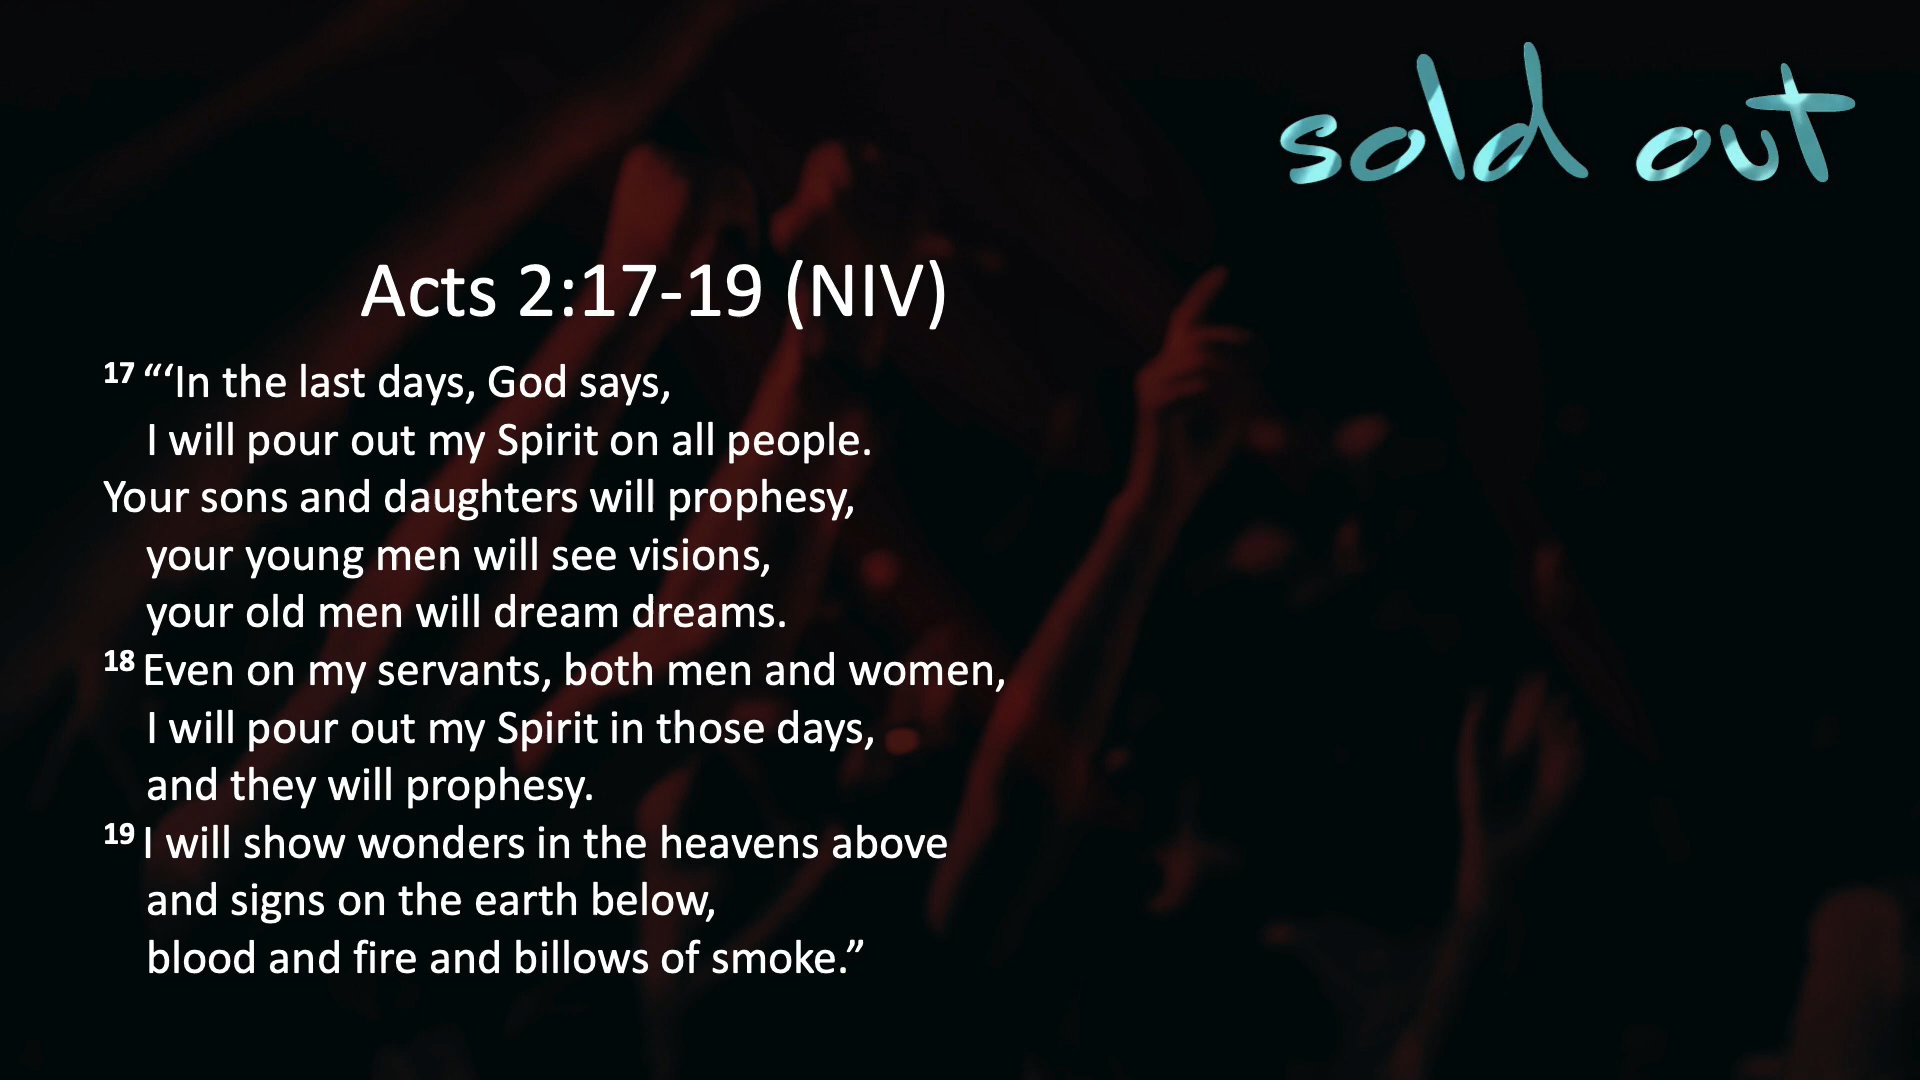 sold out
Acts 2:17-19 (NIV)
17 “‘In the last days, God says,
I will pour out my Spirit on all people.
Your sons and daughters will prophesy,
your young men will see visions,
your old men will dream dreams.
18 Even on my servants, both men and women,
I will pour out my Spirit in those days,
and they will prophesy.
19 I will show wonders in the heavens above
and signs on the earth below,
blood and fire and billows of smoke.”